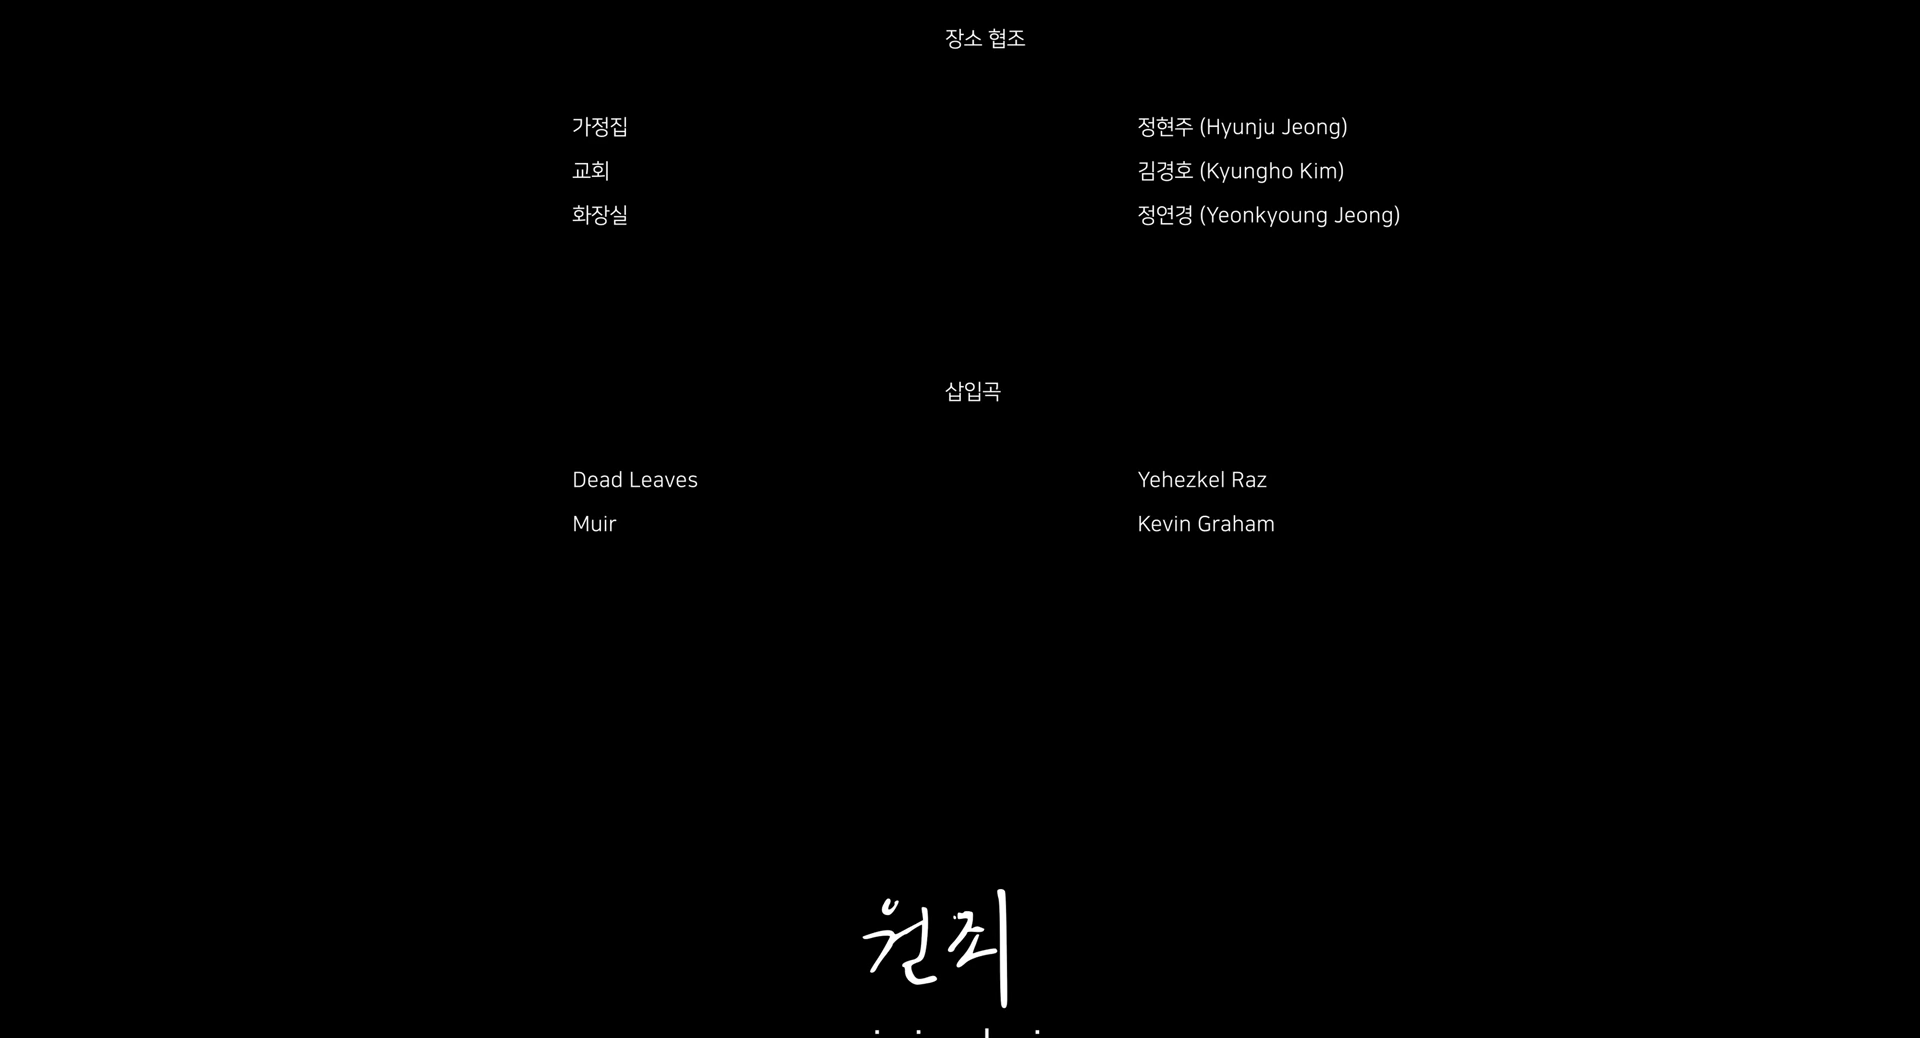 장소 협조
가정집 정현주 (Hyunju Jeong)
교회 김경호 (Kyungho Kim)
화장실 정연경 (Yeonkyoung Jeong)
삽입곡
Dead Leaves Yehezkel Raz
Muir Kevin Graham
원죄